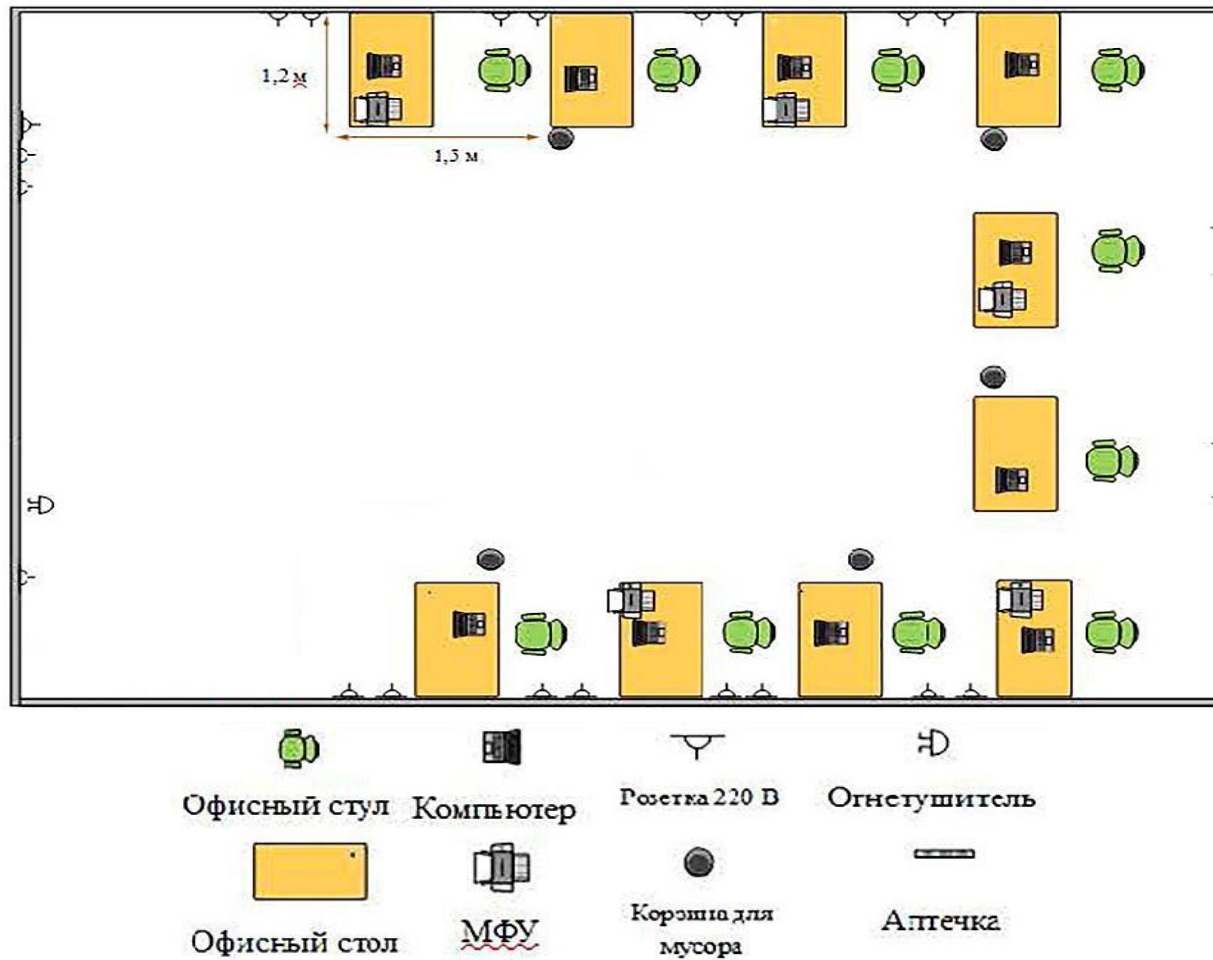 1,2 м
1,5 м
Офисный стул
Компьютер
Розетка 220 В
Огнетушитель
Офисный стол
МФУ
Корзина для
мусора
Аптечка